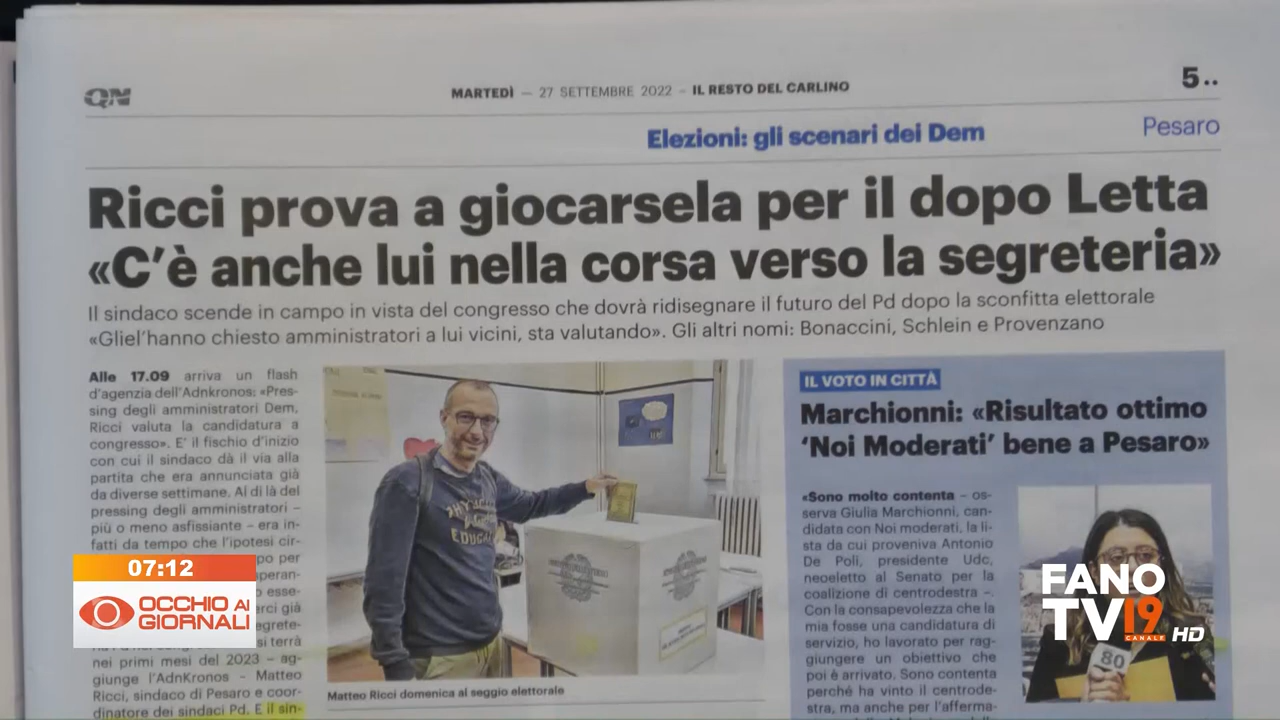 QN
MARTEDÌ — 27 SETTEMBRE 2022 – IL RESTO DEL CARLINO
5..
Elezioni: gli scenari dei Dem
Pesaro
Ricci prova a giocarsela per il dopo Letta
«C'è anche lui nella corsa verso la segreteria»
Il sindaco scende in campo in vista del congresso che dovrà ridisegnare il futuro del Pd dopo la sconfitta elettorale
«Gliel'hanno chiesto amministratori a lui vicini, sta valutando». Gli altri nomi: Bonaccini, Schlein e Provenzano
Alle 17.09 arriva un flash
d'agenzia dell'Adnkronos: «Pres-
sing degli amministratori Dem,
Ricci valuta la candidatura a
congresso». E' il fischio d'inizio
con cui il sindaco dà il via alla
partita che era annunciata già
da diverse settimane. Al di là del
pressing degli amministratori –
più o meno asfissiante – era in-
fatti da tempo che l'ipotesi cir-
po per
peran-
esse-
erci già
egrete-
si terrà
nei primi mesi del 2023 – ag-
giunge l'AdnKronos – Matteo
Ricci, sindaco di Pesaro e coor-
dinatore dei sindaci Pd. E il sin-
Matteo Ricci domenica al seggio elettorale
IL VOTO IN CITTÀ
Marchionni: «Risultato ottimo
'Noi Moderati' bene a Pesaro»
«Sono molto contenta – os-
serva Giulia Marchionni, can-
didata con Noi moderati, la li-
sta da cui proveniva Antonio
De Poli, presidente Udc,
neoeletto al Senato per la
coalizione di centrodestra –.
Con la consapevolezza che la
mia fosse una candidatura di
servizio, ho lavorato per rag-
giungere un obiettivo che
poi è arrivato. Sono contenta
perché ha vinto il centrode-
stra, ma anche per l'afferma-
80
07:12
OCCHIO AI
GIORNALI
FANO
TV19
CANALE
HD